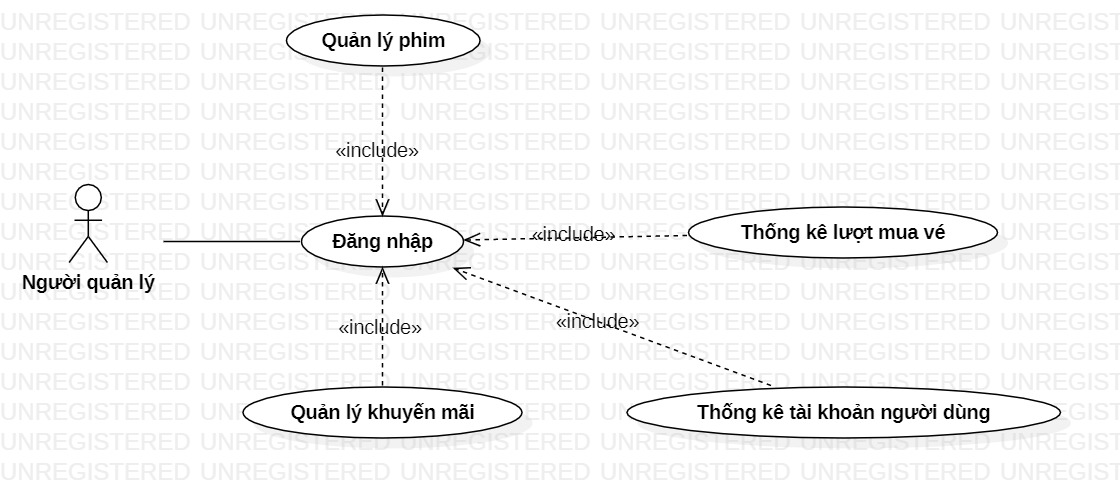 Quản lý phim
«include»
Đăng nhập
«include»
Thống kê lượt mua vé
Người quản lý
«include»
«include»
Quản lý khuyến mãi
Thống kê tài khoản người dùng
UNREGISTERED UNREGISTERED UNREGISTERED UNREGISTERED UNREGISTERED UNREGIST